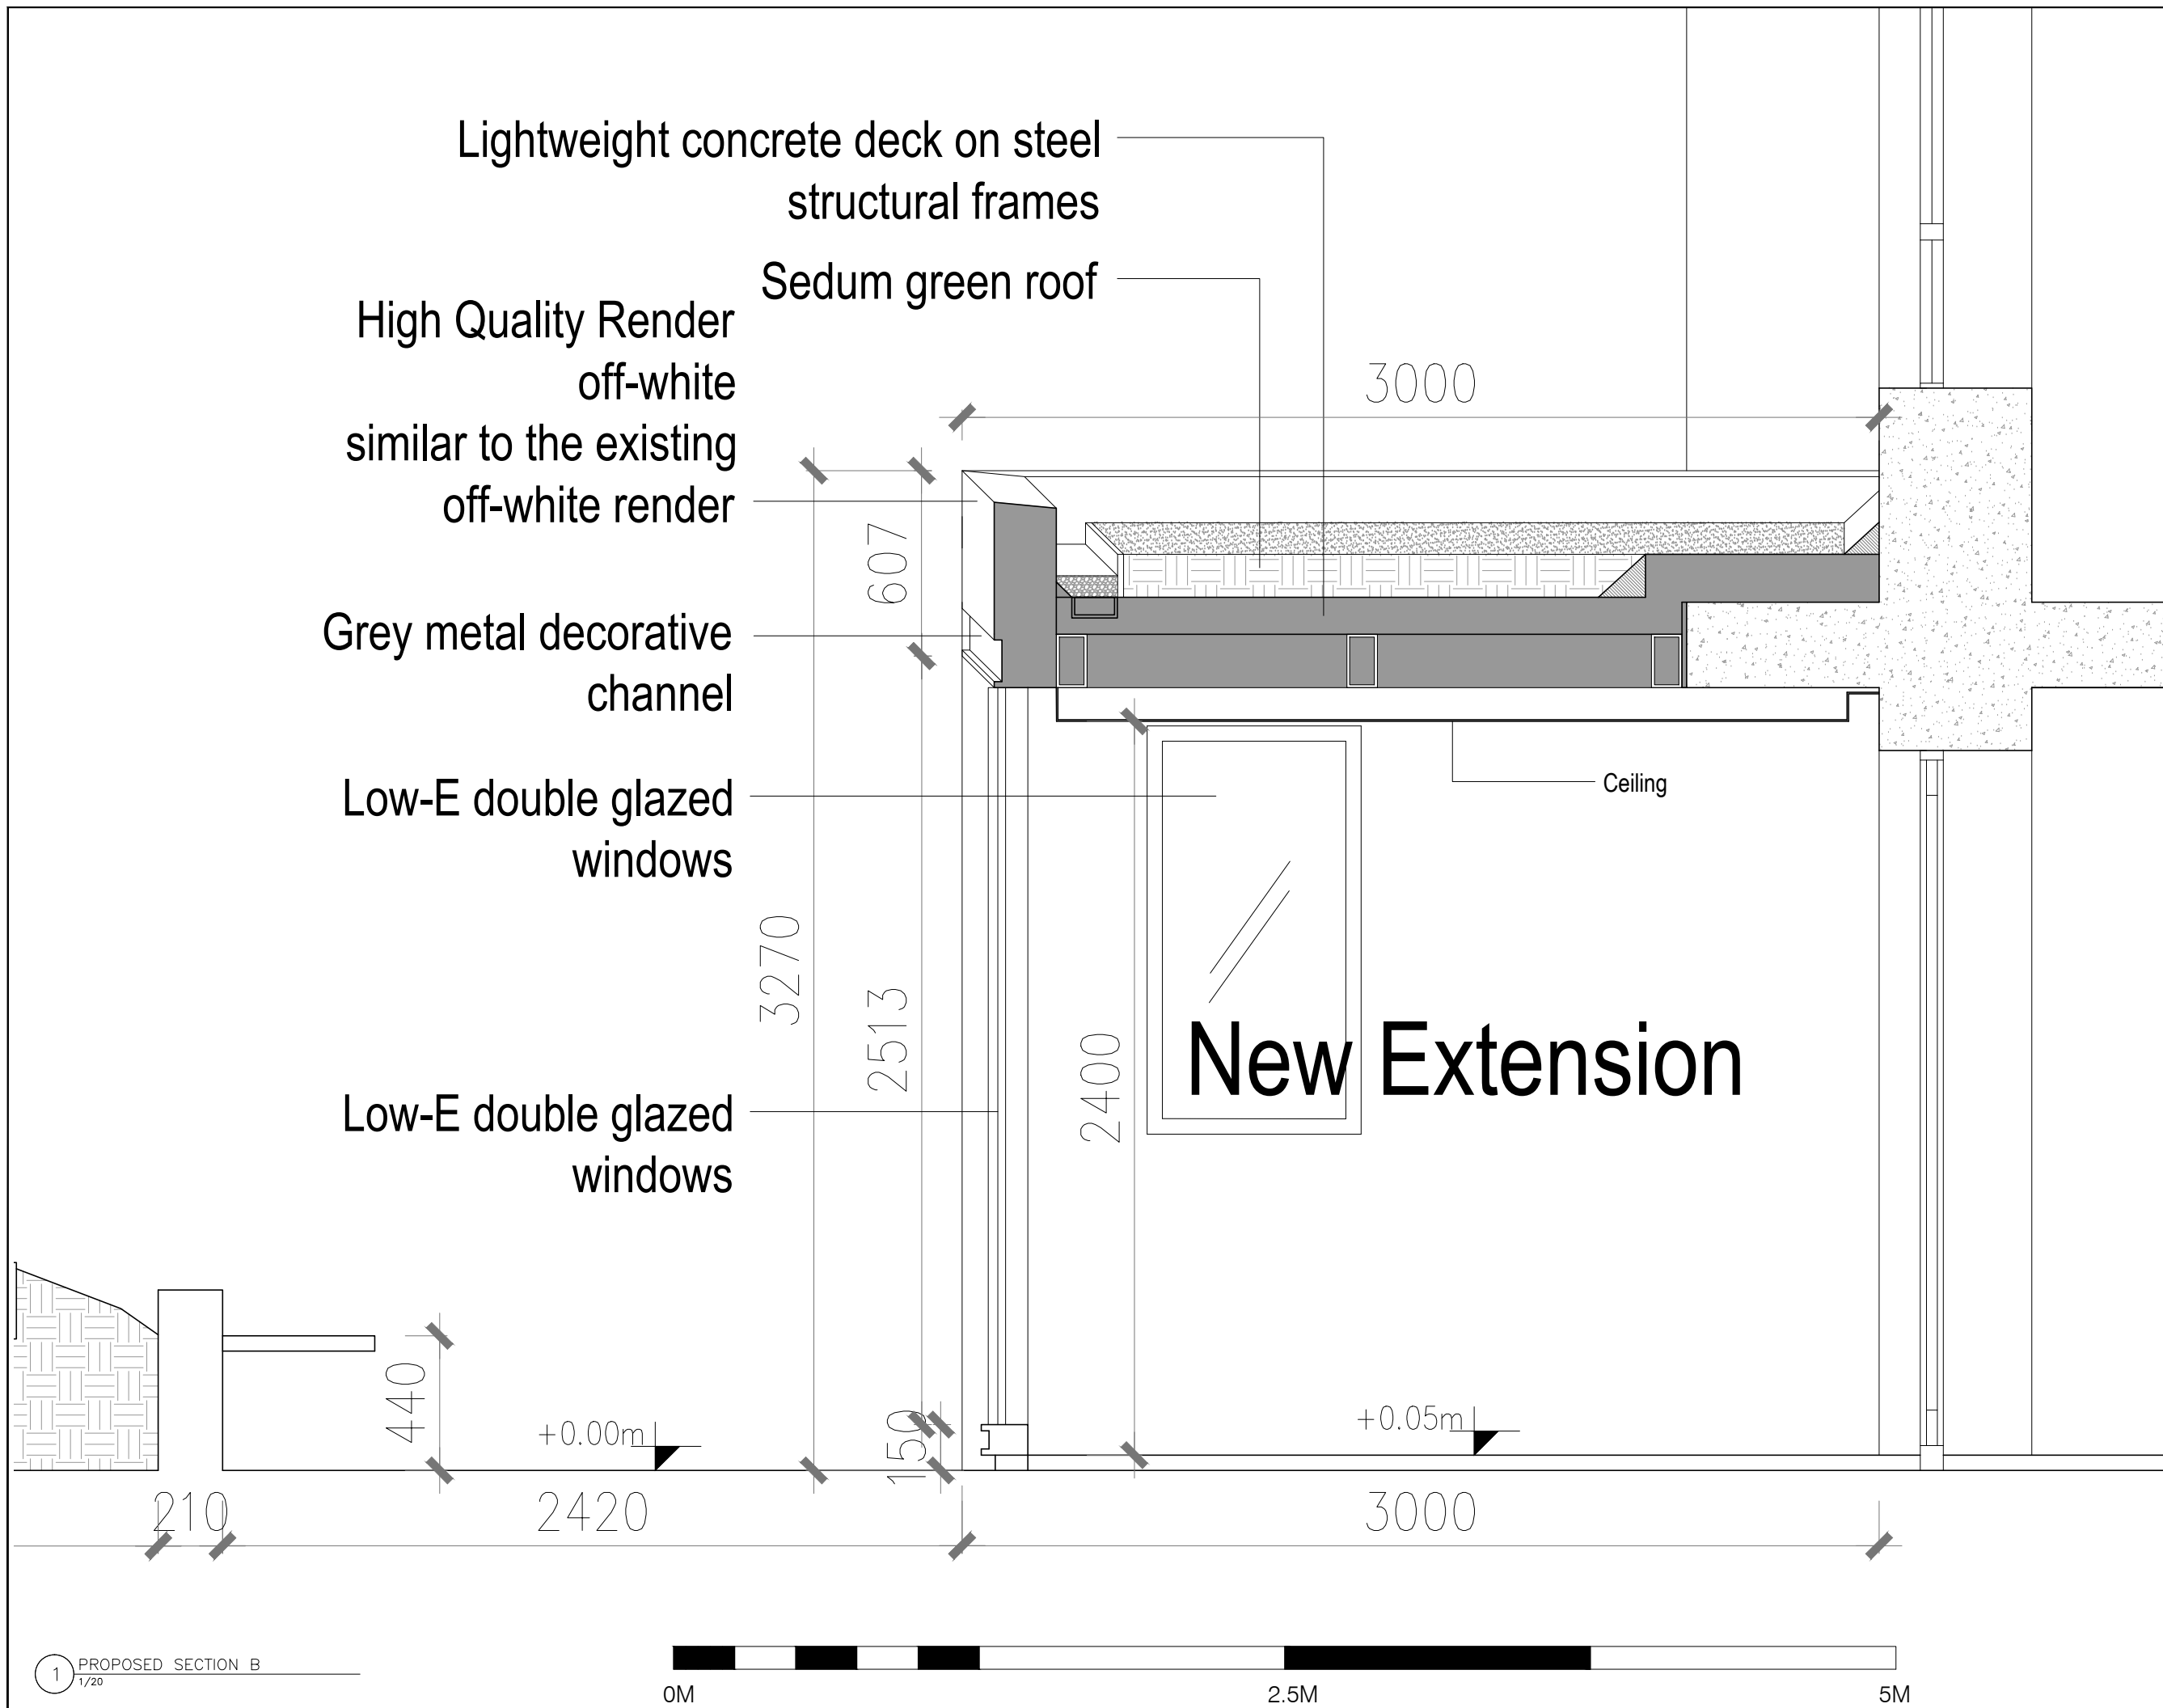 Lightweight concrete deck on steel
structural frames
Sedum green roof
High Quality Render
off-white
similar to the existing
off-white render
3000
607
Grey metal decorative
channel
Low-E double glazed
windows
Ceiling
3270
2513
2400
New Extension
Low-E double glazed
windows
440
150
+0.00m
+0.05m
210
2420
3000
1
PROPOSED SECTION B
1/20
0M
2.5M
5M